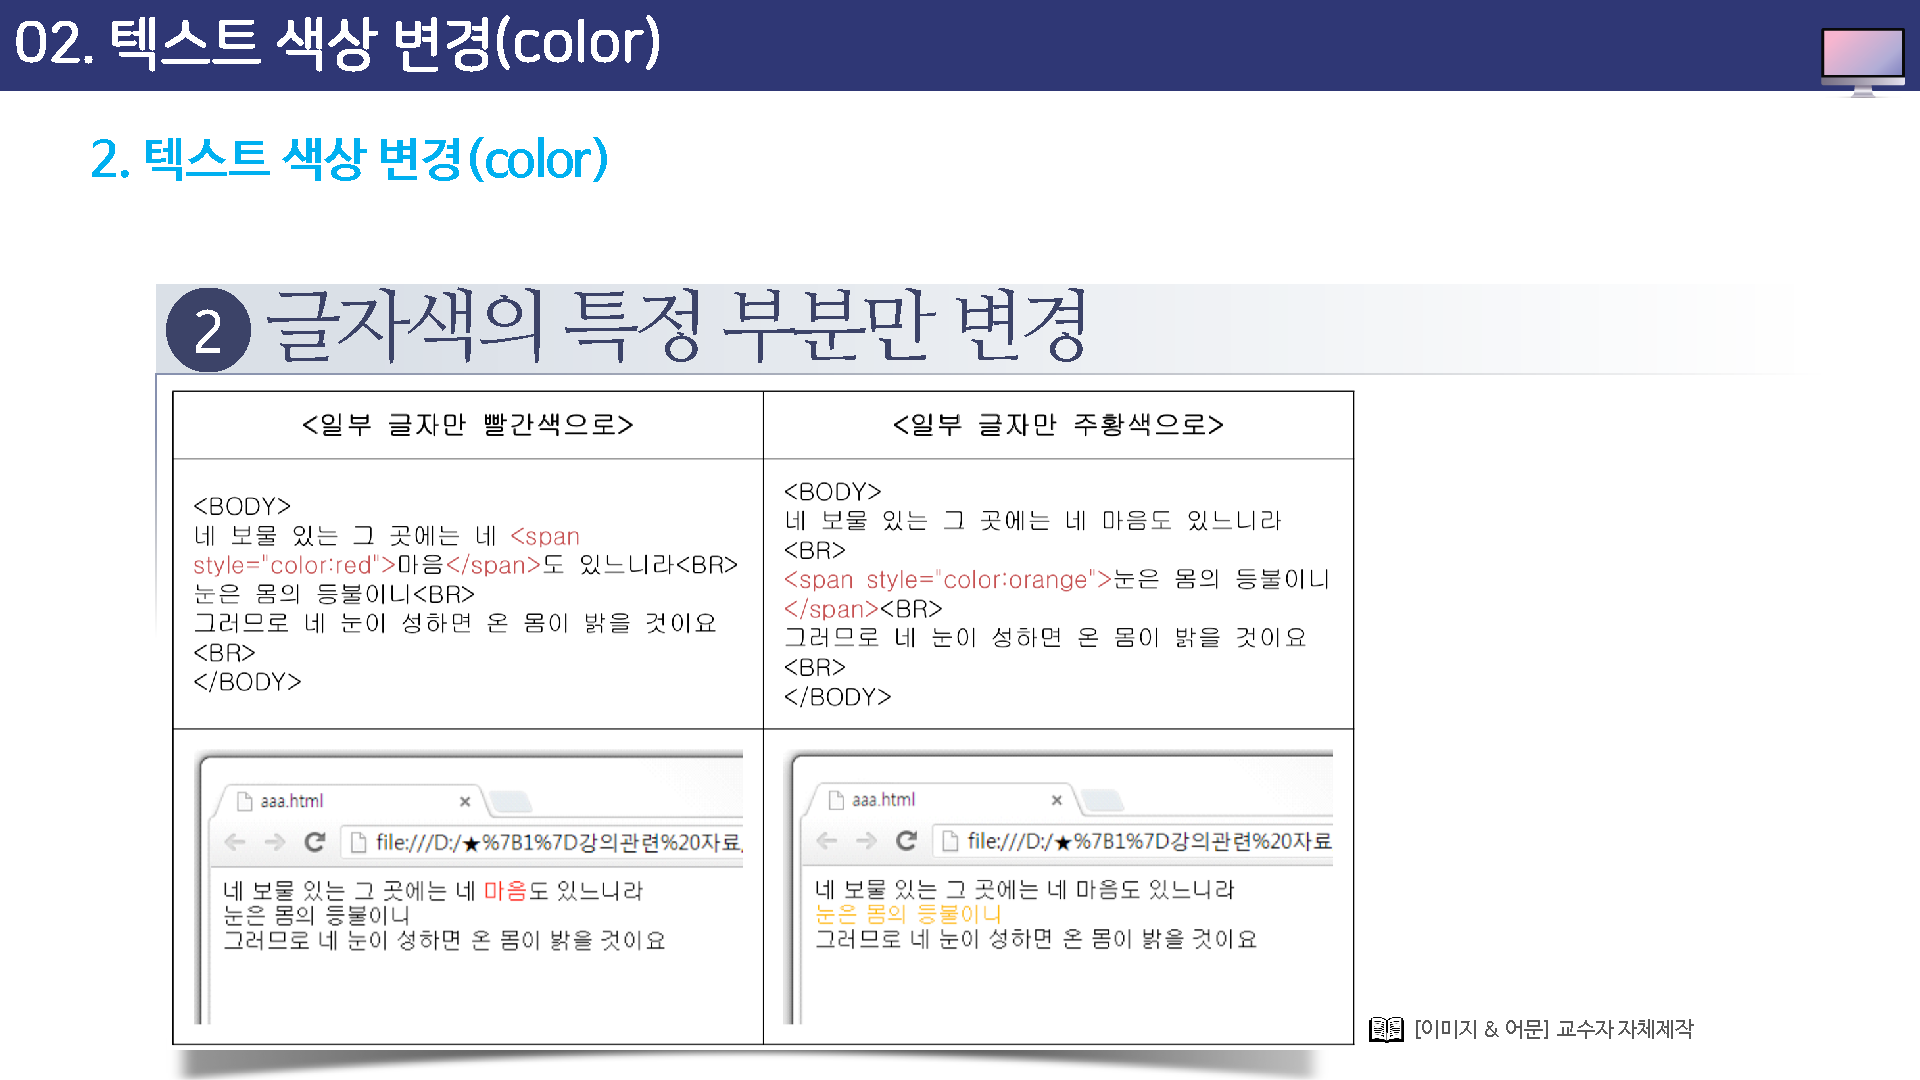 02. 텍스트 색상 변경(color)
2. 텍스트 색상 변경(color)
2 글자색의 특정 부분만 변경
<일부 글자만 빨간색으로>
<BODY>
네 보물 있는 그 곳에는 네 <span
style="color:red">마음</span>도 있느니라<BR>
눈은 몸의 등불이니<BR>
그러므로 네 눈이 성하면 온 몸이 밝을 것이요
<BR>
</BODY>
<일부 글자만 주황색으로>
<BODY>
네 보물 있는 그 곳에는 네 마음도 있느니라
<BR>
<span style="color:orange">눈은 몸의 등불이니
</span><BR>
그러므로 네 눈이 성하면 온 몸이 밝을 것이요
<BR>
</BODY>
aaa.html
file:///D:/★%7B1%7D강의관련%20자료
네 보물 있는 그 곳에는 네 마음도 있느니라
눈은 몸의 등불이니
그러므로 네 눈이 성하면 온 몸이 밝을 것이요
aaa.html
file:///D:/★%7B1%7D강의관련%20자료
네 보물 있는 그 곳에는 네 마음도 있느니라
눈은 몸의 등불이니
그러므로 네 눈이 성하면 온 몸이 밝을 것이요
[이미지 & 어문] 교수자 자체제작